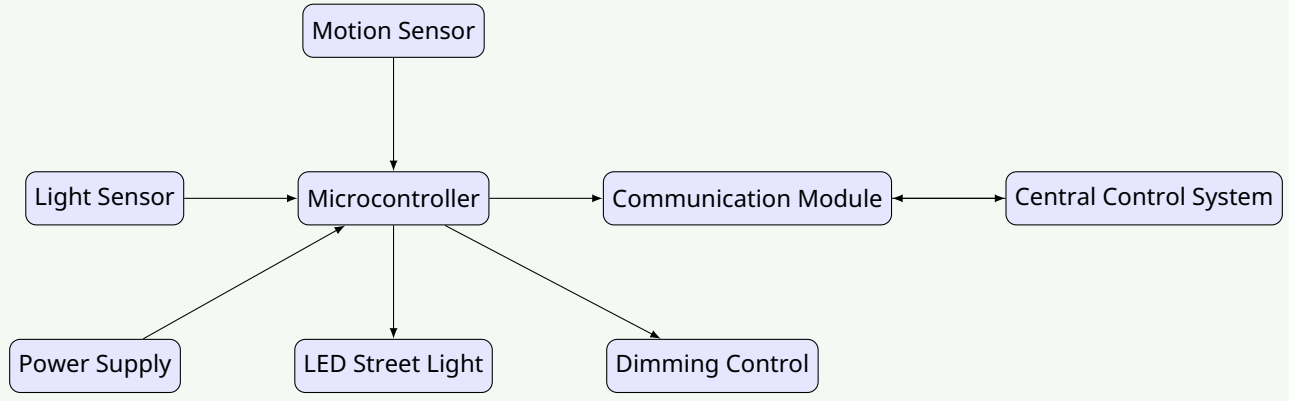 Motion Sensor
Light Sensor
Microcontroller
Communication Module
Central Control System
Power Supply
LED Street Light
Dimming Control